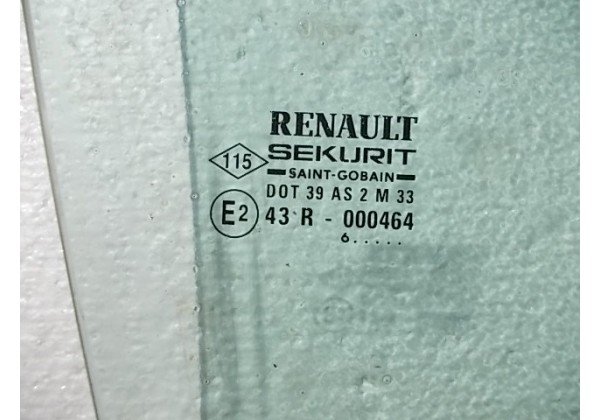 RENAULT
115 SEKURIT
SAINT-GOBAIN
DOT 39 AS 2 M 33
E2 43 R - 000464
6.....